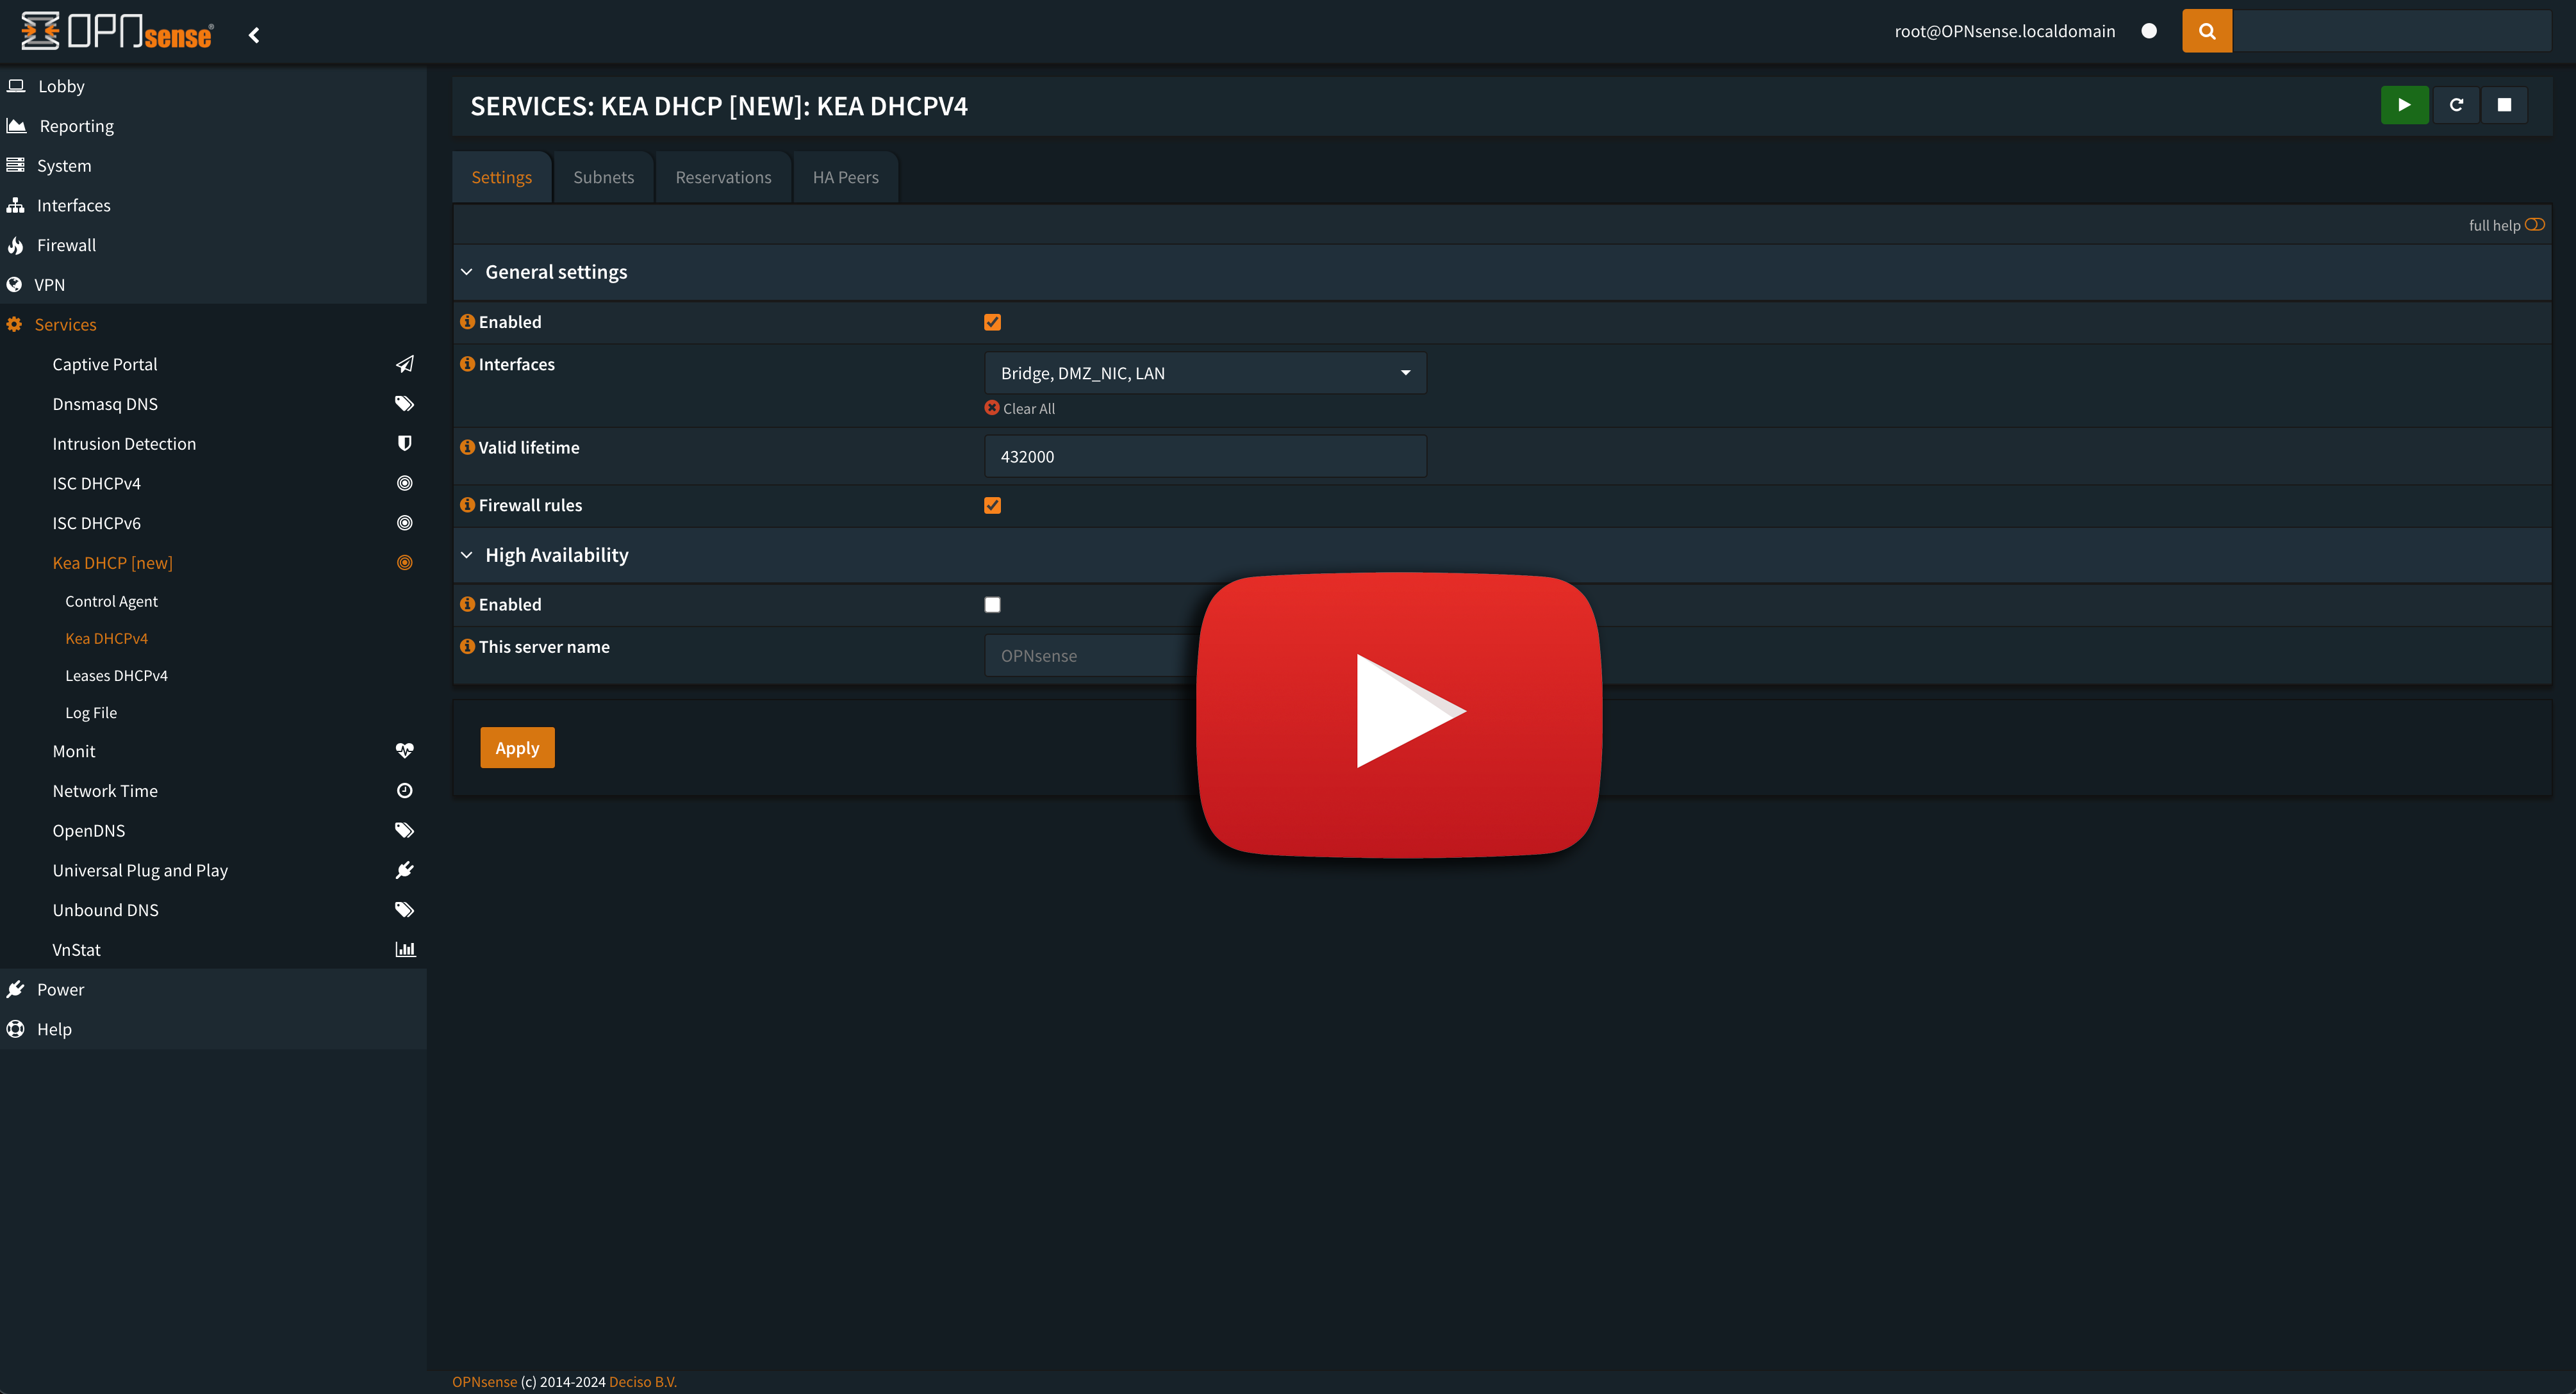 OPNsense®
root@OPNsense.localdomain
Lobby
Reporting
System
Interfaces
Firewall
VPN
Services
Captive Portal
Dnsmasq DNS
Intrusion Detection
ISC DHCPv4
ISC DHCPv6
Kea DHCP [new]
Control Agent
Kea DHCPv4
Leases DHCPv4
Log File
Monit
Network Time
OpenDNS
Universal Plug and Play
Unbound DNS
VnStat
Power
Help
SERVICES: KEA DHCP [NEW]: KEA DHCPV4
Settings Subnets Reservations HA Peers
full help
General settings
Enabled
Interfaces Bridge, DMZ_NIC, LAN
Clear All
Valid lifetime 432000
Firewall rules
High Availability
Enabled
This server name OPNsense
Apply
OPNsense (c) 2014-2024 Deciso B.V.